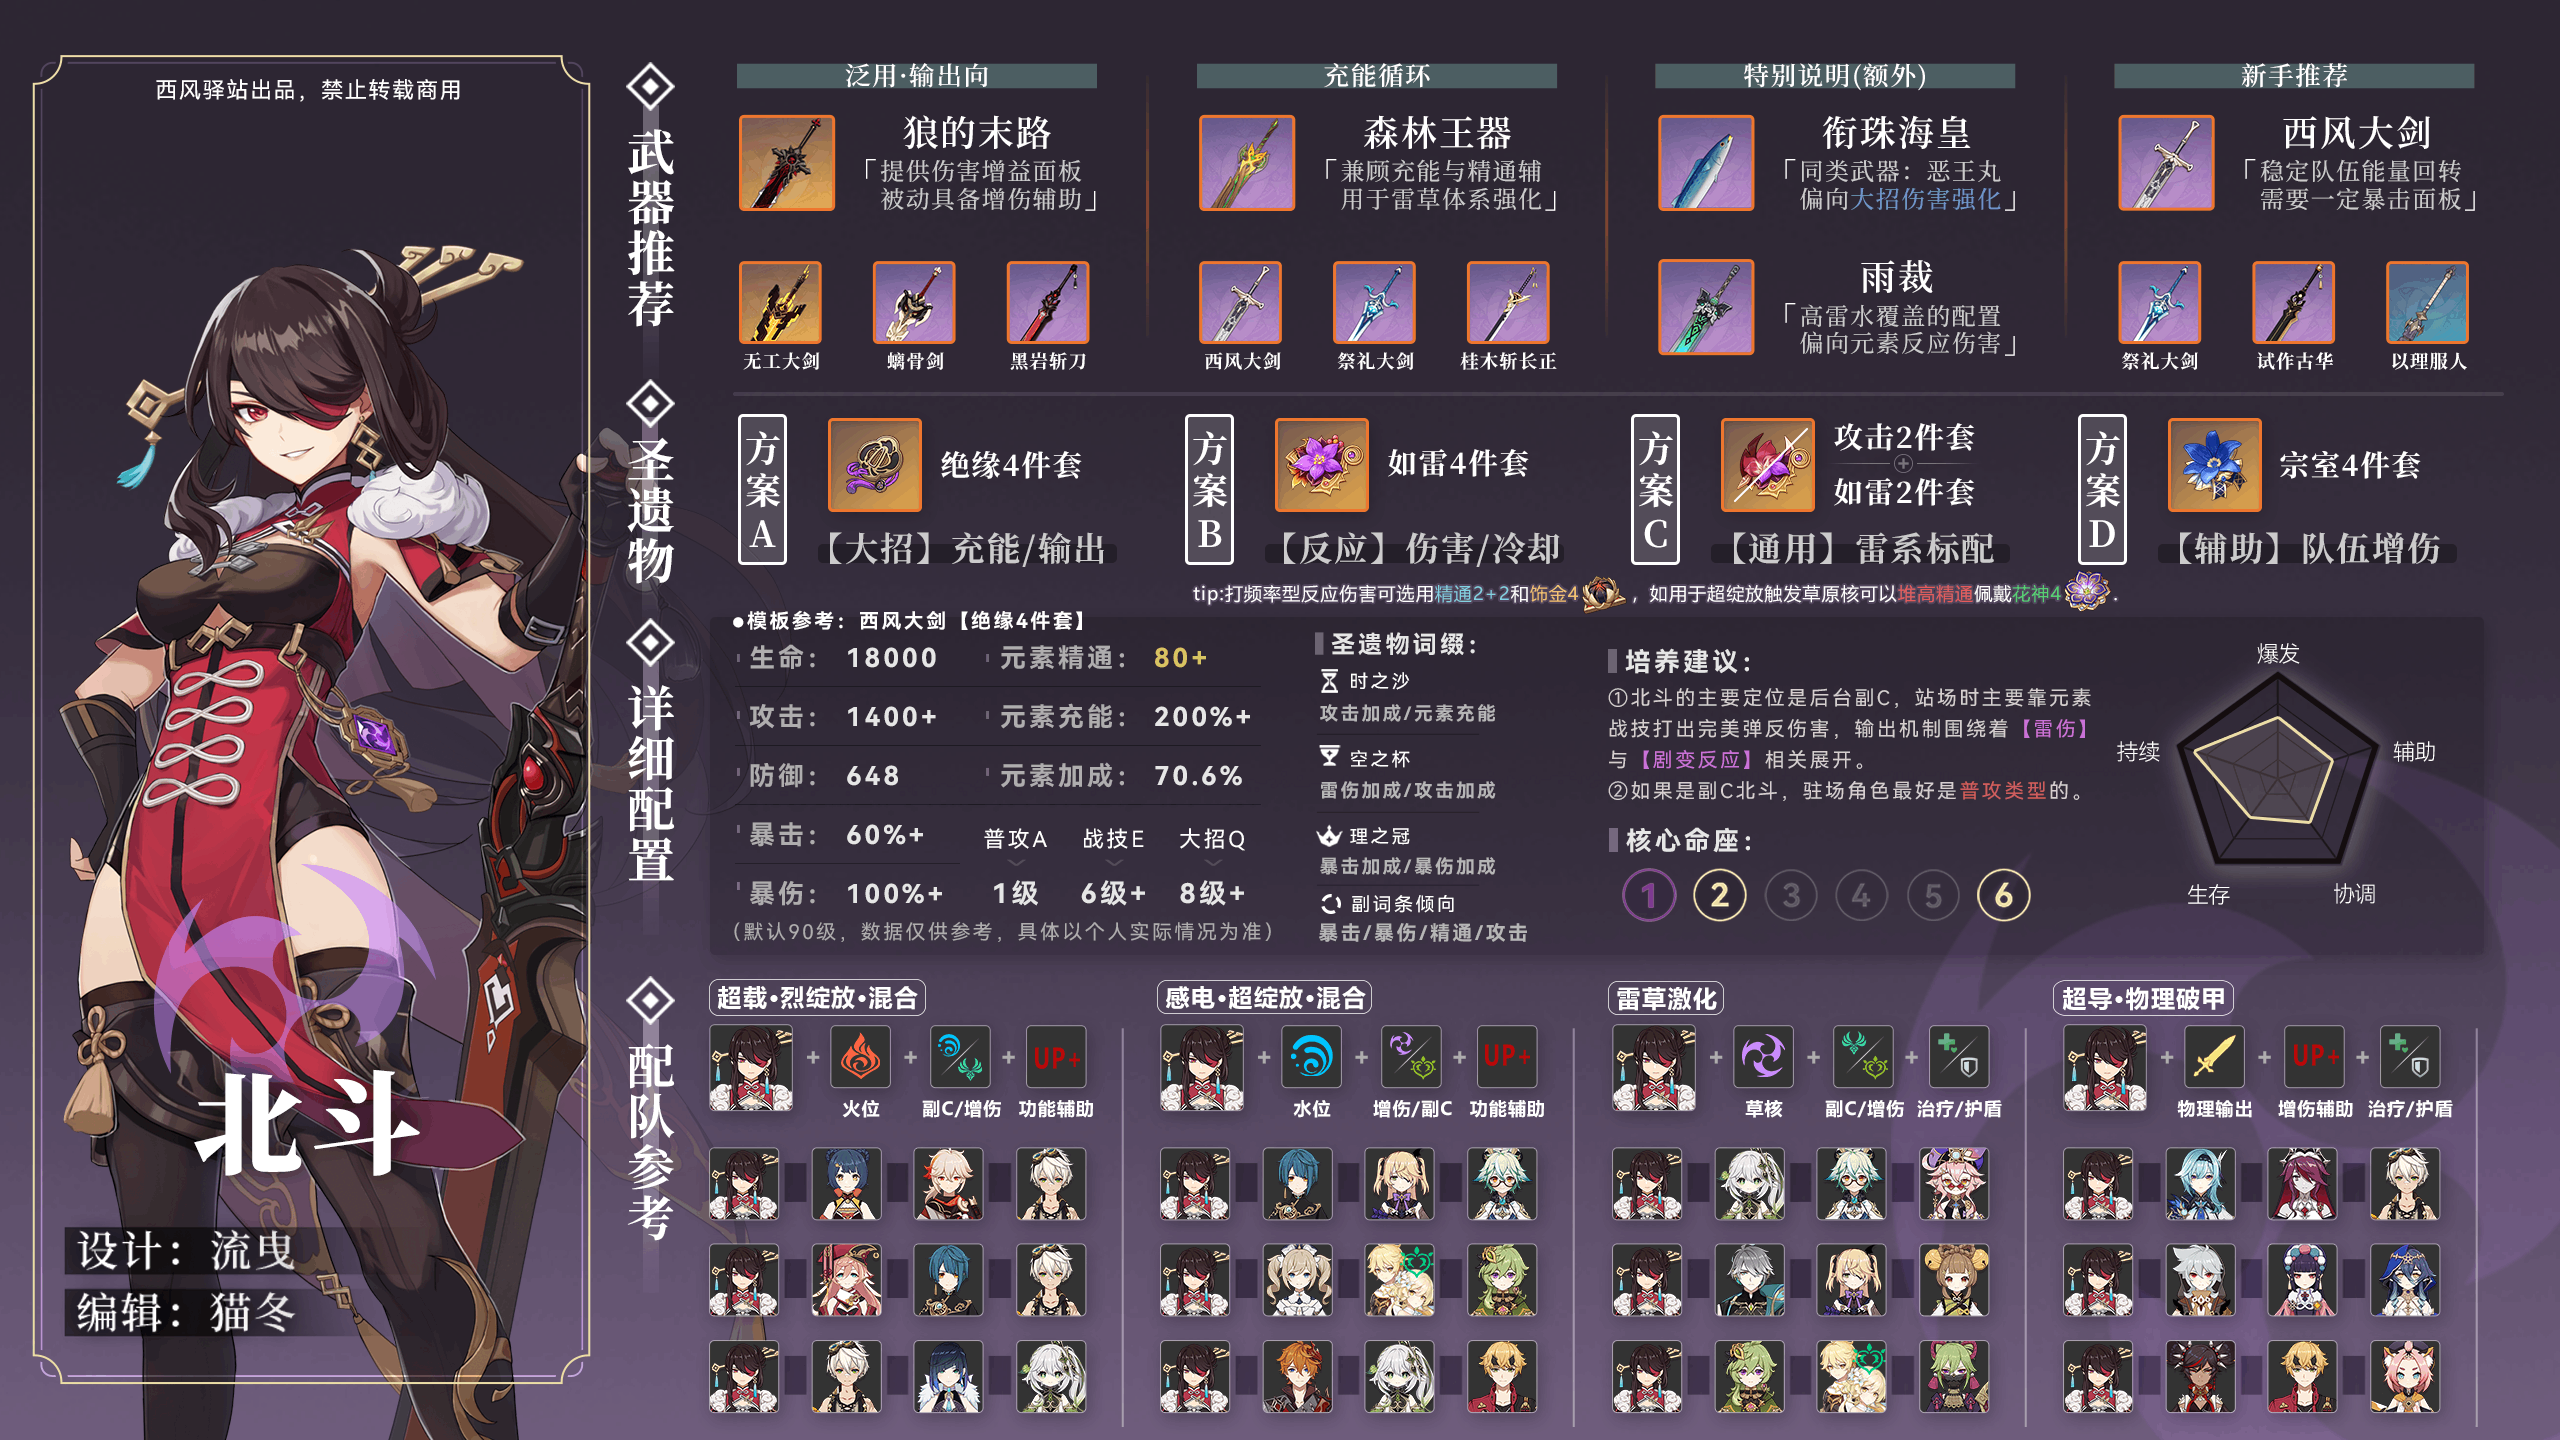 西风驿站出品，禁止转载商用
北斗
设计：流曳
编辑：猫冬
武器推荐
泛用·输出向
狼的末路
「提供伤害增益面板
被动具备增伤辅助」
无工大剑
螭骨剑
黑岩斩刀
充能循环
森林王器
「兼顾充能与精通辅
用于雷草体系强化」
西风大剑
祭礼大剑
桂木斩长正
特别说明(额外)
衔珠海皇
「同类武器：恶王丸
偏向大招伤害强化」
雨裁
「高雷水覆盖的配置
偏向元素反应伤害」
新手推荐
西风大剑
「稳定队伍能量回转
需要一定暴击面板」
祭礼大剑
试作古华
以理服人
圣遗物
方案A
绝缘4件套
【大招】充能/输出
方案B
如雷4件套
【反应】伤害/冷却
方案C
攻击2件套
如雷2件套
【通用】雷系标配
方案D
宗室4件套
【辅助】队伍增伤
tip:打频率型反应伤害可选用精通2+2和饰金4，如用于超绽放触发草原核可以堆高精通佩戴花神4.
详细配置
●模板参考：西风大剑【绝缘4件套】
生命：18000
元素精通：80+
攻击：1400+
元素充能：200%+
防御：648
元素加成：70.6%
暴击：60%+
普攻A 战技E 大招Q
暴伤：100%+
1级 6级+ 8级+
（默认90级，数据仅供参考，具体以个人实际情况为准）
圣遗物词缀：
时之沙
攻击加成/元素充能
空之杯
雷伤加成/攻击加成
理之冠
暴击加成/暴伤加成
副词条倾向
暴击/暴伤/精通/攻击
培养建议：
①北斗的主要定位是后台副C，站场时主要靠元素
战技打出完美弹反伤害，输出机制围绕着【雷伤】
与【剧变反应】相关展开。
②如果是副C北斗，驻场角色最好是普攻类型的。
核心命座：
1 2 3 4 5 6
爆发
辅助
协调
生存
持续
配队参考
超载·烈绽放·混合
+ + + UP+
火位 副C/增伤 功能辅助
感电·超绽放·混合
+ + + UP+
水位 增伤/副C 功能辅助
雷草激化
+ + +
草核 副C/增伤 治疗/护盾
超导·物理破甲
+ + UP+ +
物理输出 增伤辅助 治疗/护盾